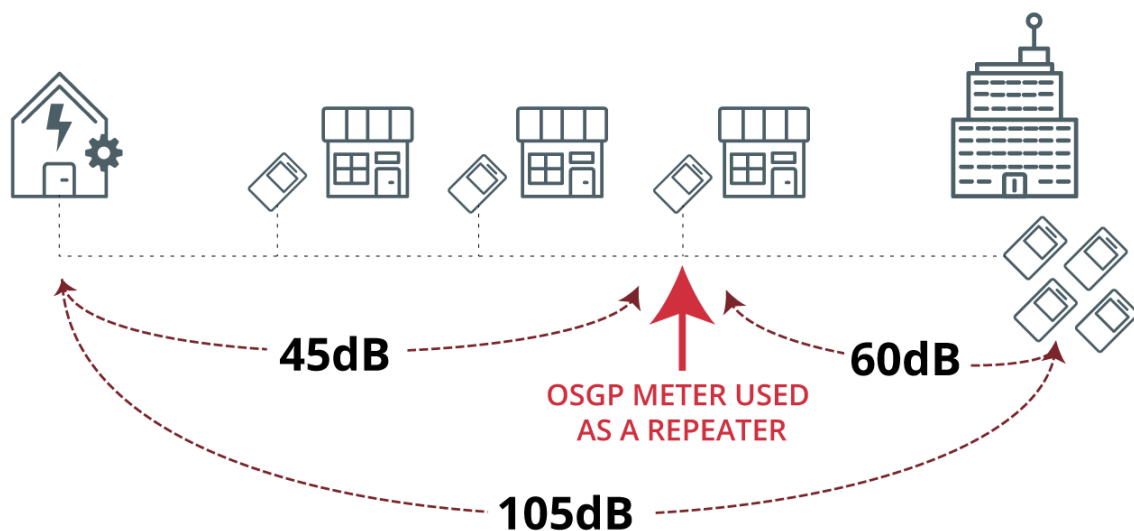 45dB
60dB
OSGP METER USED
AS A REPEATER
105dB